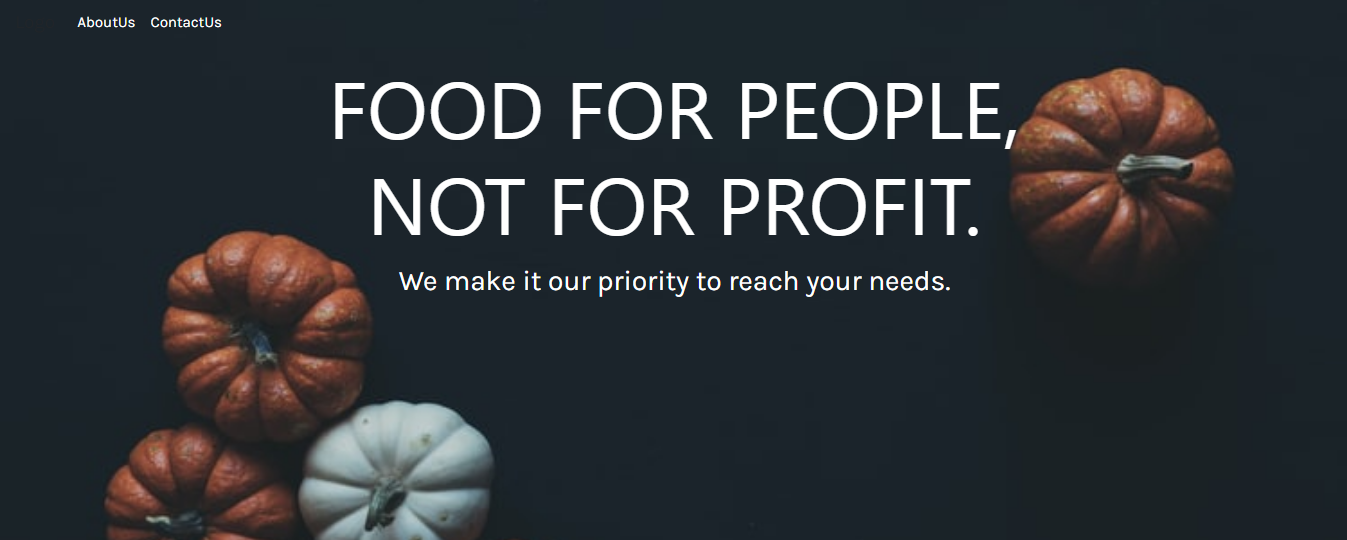 AboutUs ContactUs
FOOD FOR PEOPLE,
NOT FOR PROFIT.
We make it our priority to reach your needs.